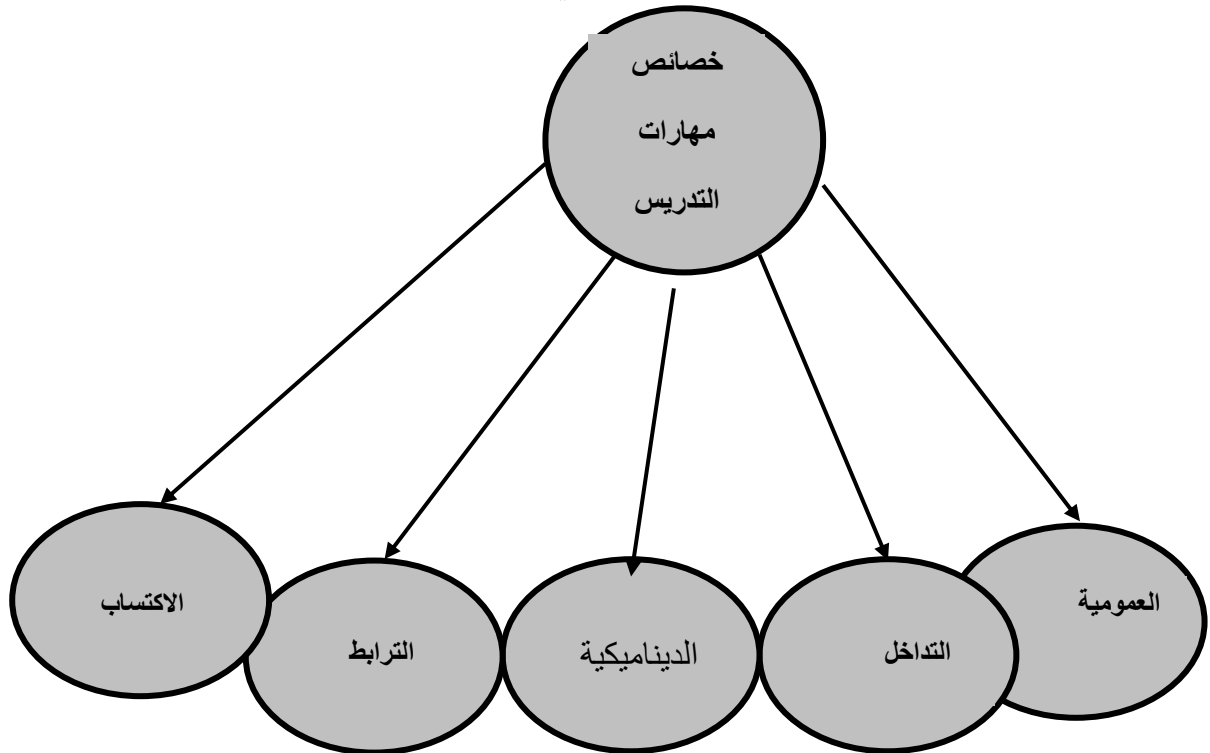 خصائص
مهارات
التدريس
العمومية
التداخل
الديناميكية
الترابط
الاكتساب